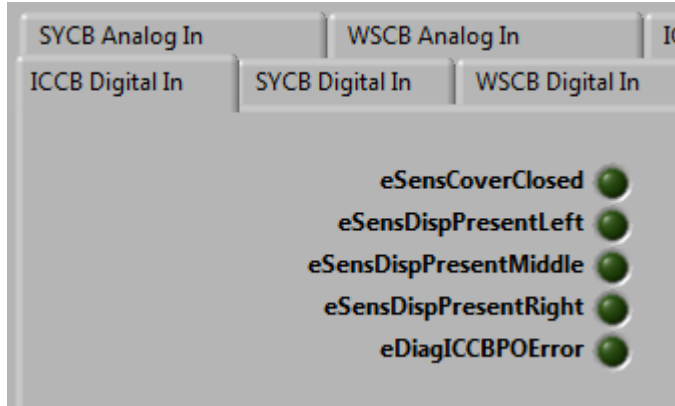 SYCB Analog In
WSCB Analog In
ICCB Digital In
SYCB Digital In
WSCB Digital In
eSensCoverClosed
eSensDispPresentLeft
eSensDispPresentMiddle
eSensDispPresentRight
eDiagICCBPOError